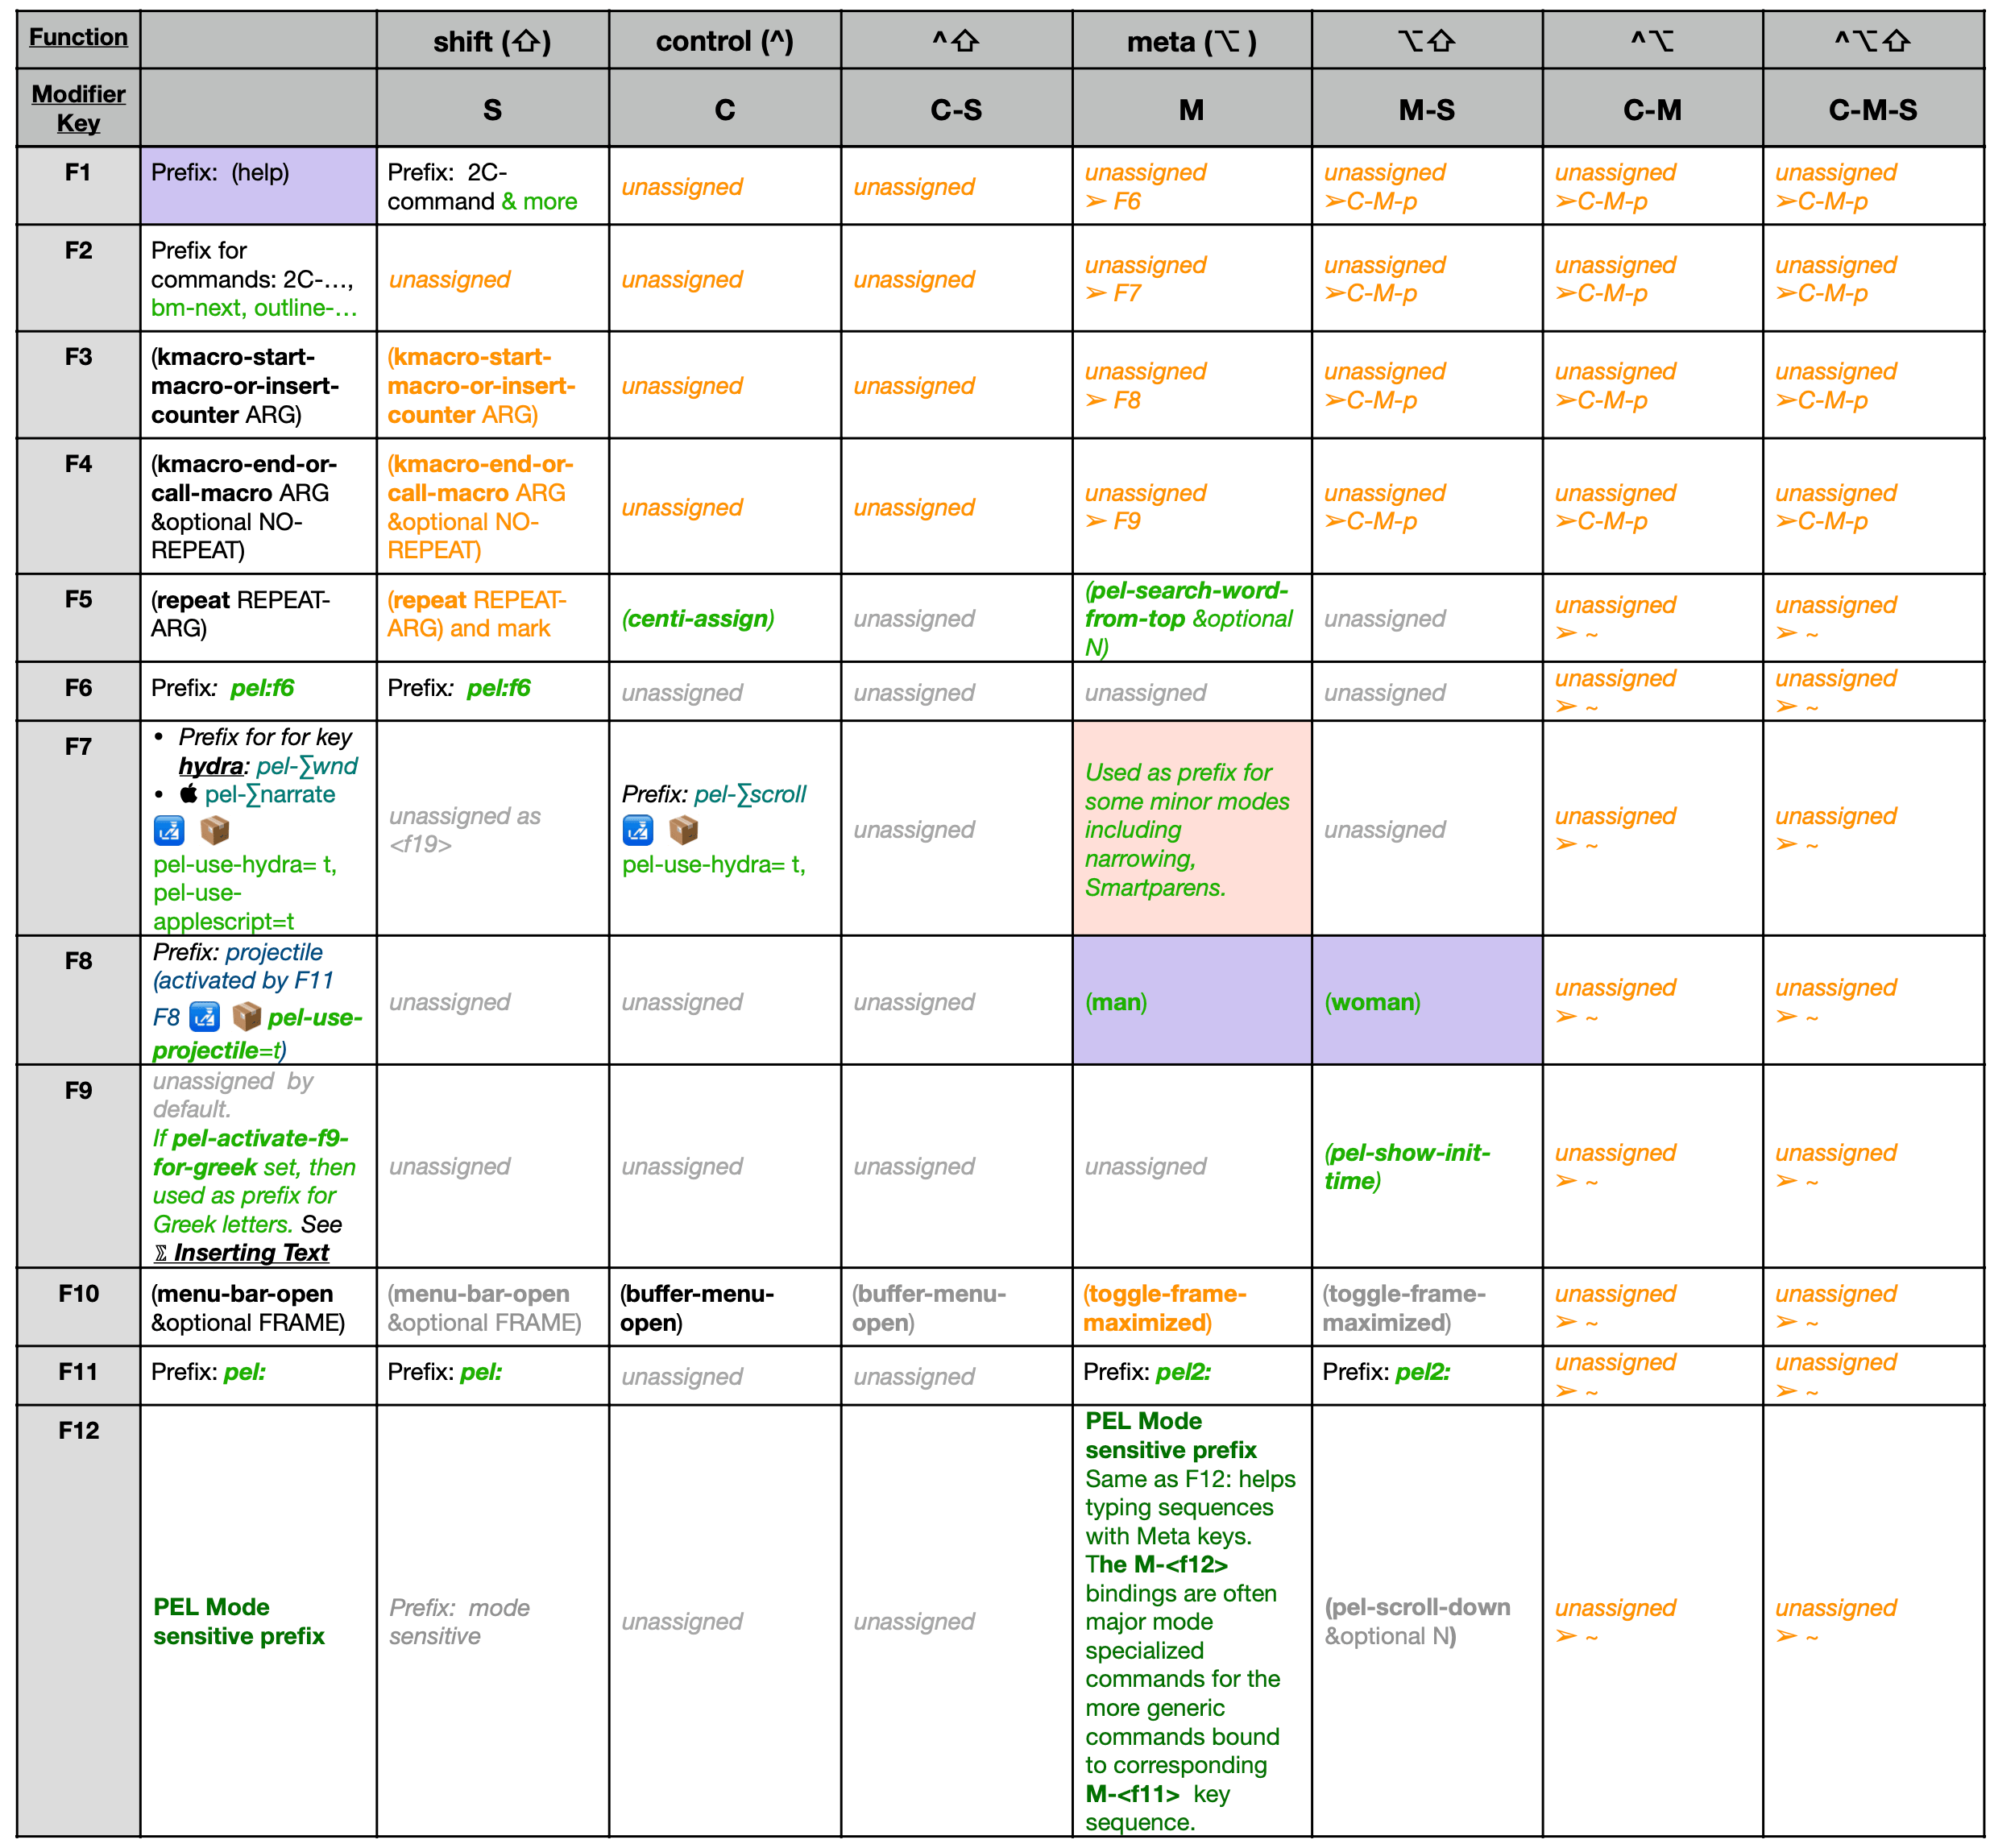 Function
shift (⇧)
control (^)
^⇧
meta (⌥ )
⌥⇧
^⌥
^⌥⇧
Modifier
Key
S
C
C-S
M
M-S
C-M
C-M-S
F1
Prefix:  (help)
Prefix:  2C-
command & more
unassigned
unassigned
unassigned
➢ F6
unassigned
➢C-M-p
unassigned
➢C-M-p
unassigned
➢C-M-p
F2
Prefix for
commands: 2C-…,
bm-next, outline-…
unassigned
unassigned
unassigned
unassigned
➢ F7
unassigned
➢C-M-p
unassigned
➢C-M-p
unassigned
➢C-M-p
F3
(kmacro-start-
macro-or-insert-
counter ARG)
(kmacro-start-
macro-or-insert-
counter ARG)
unassigned
unassigned
unassigned
➢ F8
unassigned
➢C-M-p
unassigned
➢C-M-p
unassigned
➢C-M-p
F4
(kmacro-end-or-
call-macro ARG
&optional NO-
REPEAT)
(kmacro-end-or-
call-macro ARG
&optional NO-
REPEAT)
unassigned
unassigned
unassigned
➢ F9
unassigned
➢C-M-p
unassigned
➢C-M-p
unassigned
➢C-M-p
F5
(repeat REPEAT-
ARG)
(repeat REPEAT-
ARG) and mark
(centi-assign)
unassigned
(pel-search-word-
from-top &optional
N)
unassigned
unassigned
➢ ~
unassigned
➢ ~
F6
Prefix:  pel:f6
Prefix:  pel:f6
unassigned
unassigned
unassigned
unassigned
unassigned
➢ ~
unassigned
➢ ~
F7
• Prefix for for key
hydra: pel-∑wnd
•  pel-∑narrate
🛃 📦
pel-use-hydra= t,
pel-use-
applescript=t
unassigned as
<f19>
Prefix: pel-∑scroll
🛃 📦
pel-use-hydra= t,
unassigned
Used as prefix for
some minor modes
including
narrowing,
Smartparens.
unassigned
unassigned
➢ ~
unassigned
➢ ~
F8
Prefix: projectile
(activated by F11
F8 🛃 📦 pel-use-
projectile=t)
unassigned
unassigned
unassigned
(man)
(woman)
unassigned
➢ ~
unassigned
➢ ~
F9
unassigned  by
default.
If pel-activate-f9-
for-greek set, then
used as prefix for
Greek letters. See
⅀ Inserting Text
unassigned
unassigned
unassigned
unassigned
(pel-show-init-
time)
unassigned
➢ ~
unassigned
➢ ~
F10
(menu-bar-open
&optional FRAME)
(menu-bar-open
&optional FRAME)
(buffer-menu-
open)
(buffer-menu-
open)
(toggle-frame-
maximized)
(toggle-frame-
maximized)
unassigned
➢ ~
unassigned
➢ ~
F11
Prefix: pel:
Prefix: pel:
unassigned
unassigned
Prefix: pel2:
Prefix: pel2:
unassigned
➢ ~
unassigned
➢ ~
F12
PEL Mode
sensitive prefix
Prefix:  mode
sensitive
unassigned
unassigned
PEL Mode
sensitive prefix
Same as F12: helps
typing sequences
with Meta keys.
The M-<f12>
bindings are often
major mode
specialized
commands for the
more generic
commands bound
to corresponding
M-<f11>  key
sequence.
(pel-scroll-down
&optional N)
unassigned
➢ ~
unassigned
➢ ~